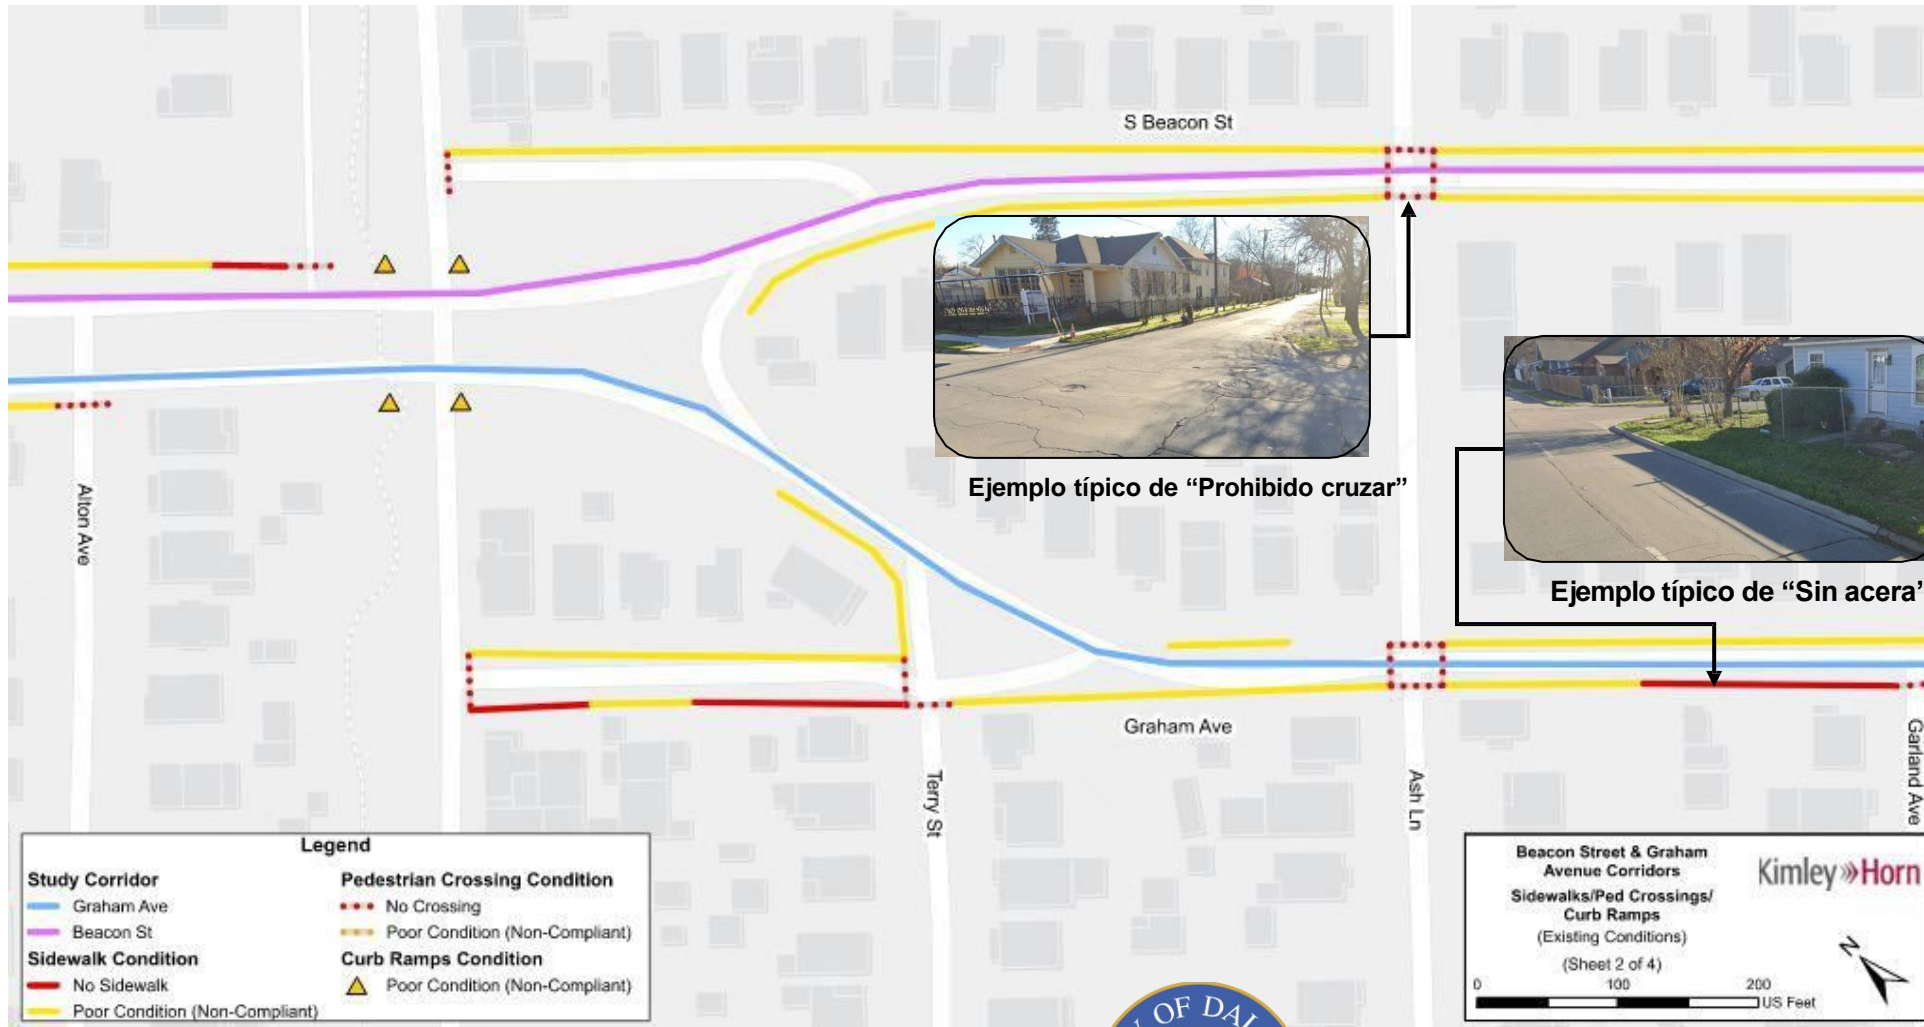 S Beacon St
Ejemplo típico de “Prohibido cruzar”
Ejemplo típico de “Sin acera”
Alton Ave
Graham Ave
Terry St
Ash Ln
Garland Ave
Legend
Study Corridor
Graham Ave
Beacon St
Sidewalk Condition
No Sidewalk
Poor Condition (Non-Compliant)
Pedestrian Crossing Condition
No Crossing
Poor Condition (Non-Compliant)
Curb Ramps Condition
Poor Condition (Non-Compliant)
Beacon Street & Graham
Avenue Corridors
Sidewalks/Ped Crossings/
Curb Ramps
(Existing Conditions)
(Sheet 2 of 4)
Kimley»Horn
N
0 100 200
US Feet
OF DAL